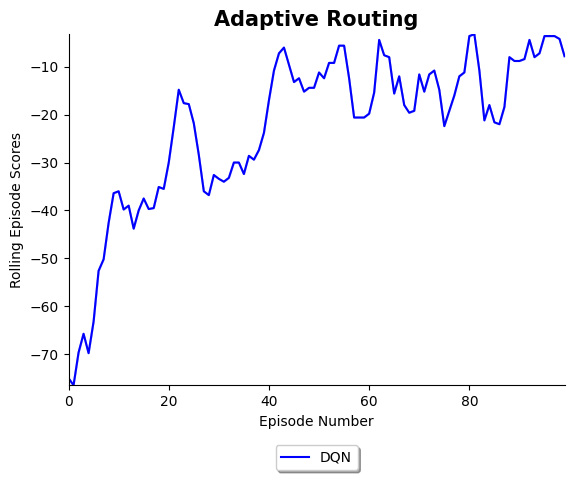 Adaptive Routing
Rolling Episode Scores
−10
−20
−30
−40
−50
−60
−70
0 20 40 60 80
Episode Number
DQN